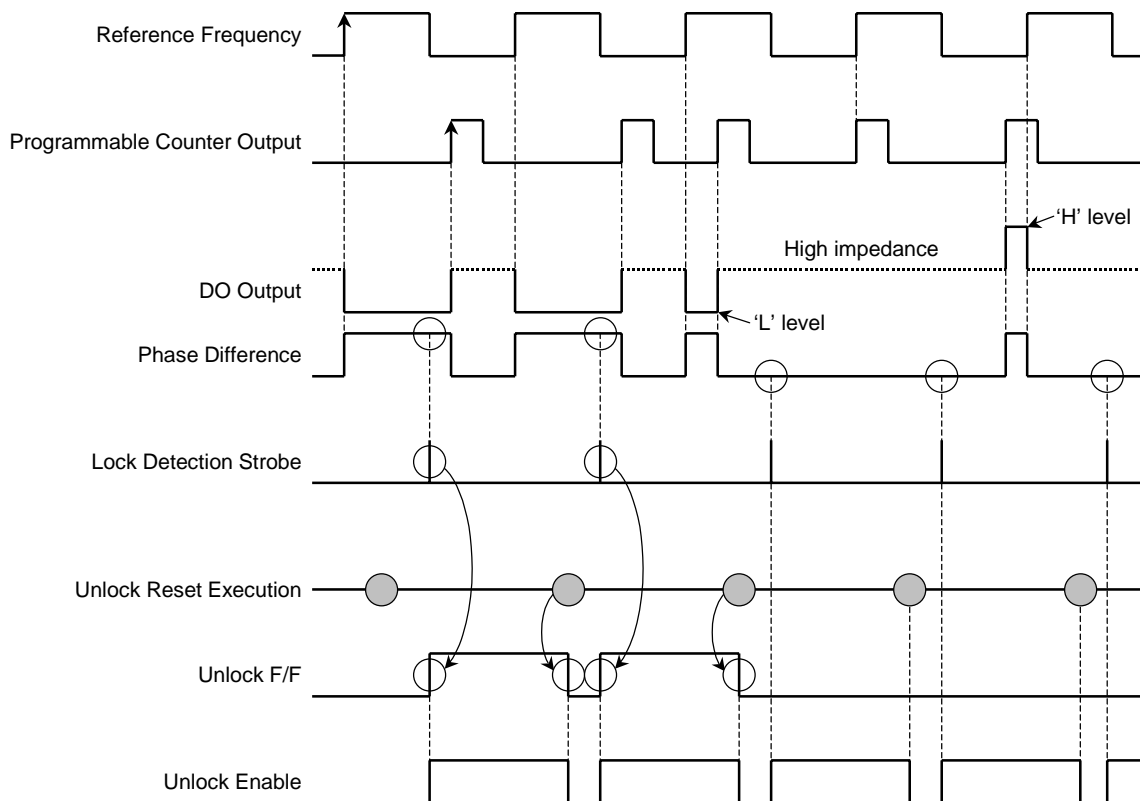 Reference Frequency
Programmable Counter Output
‘H’ level
High impedance
DO Output
‘L’ level
Phase Difference
Lock Detection Strobe
Unlock Reset Execution
Unlock F/F
Unlock Enable